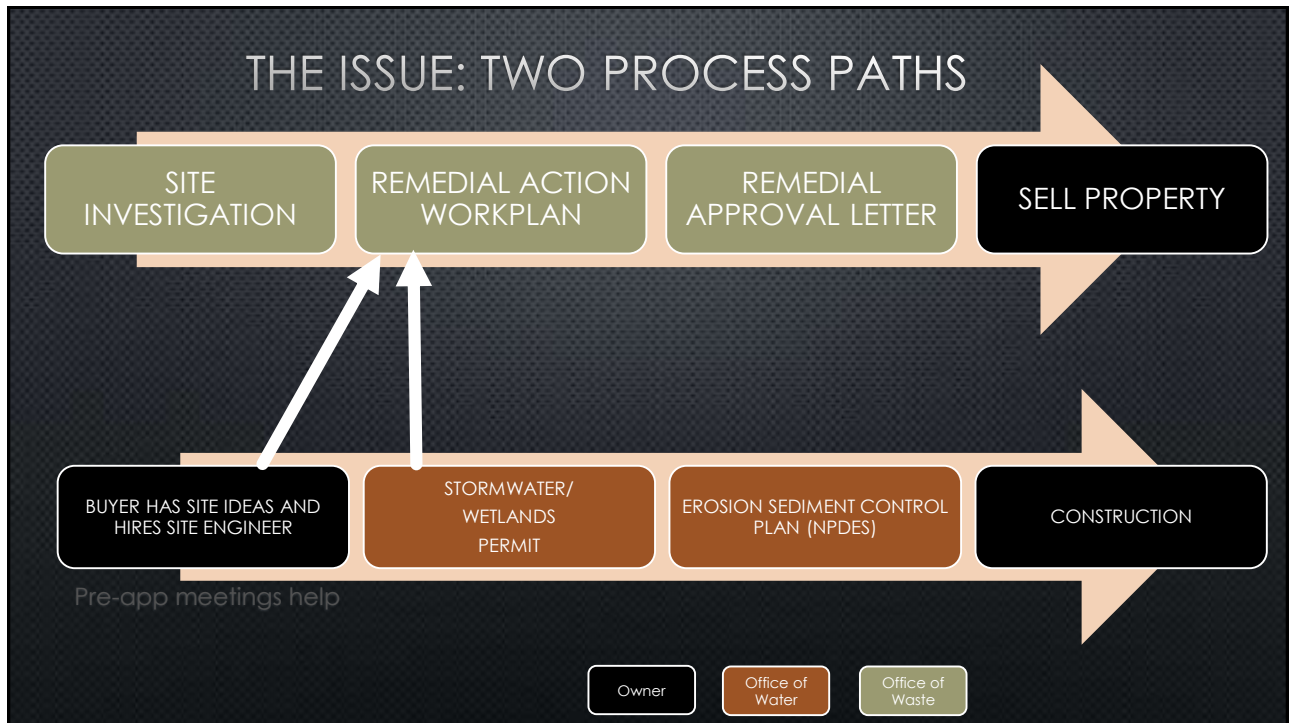 THE ISSUE: TWO PROCESS PATHS
SITE
INVESTIGATION
REMEDIAL ACTION
WORKPLAN
REMEDIAL
APPROVAL LETTER
SELL PROPERTY
BUYER HAS SITE IDEAS AND
HIRES SITE ENGINEER
STORMWATER/
WETLANDS
PERMIT
EROSION SEDIMENT CONTROL
PLAN (NPDES)
CONSTRUCTION
Pre-app meetings help
Owner
Office of
Water
Office of
Waste